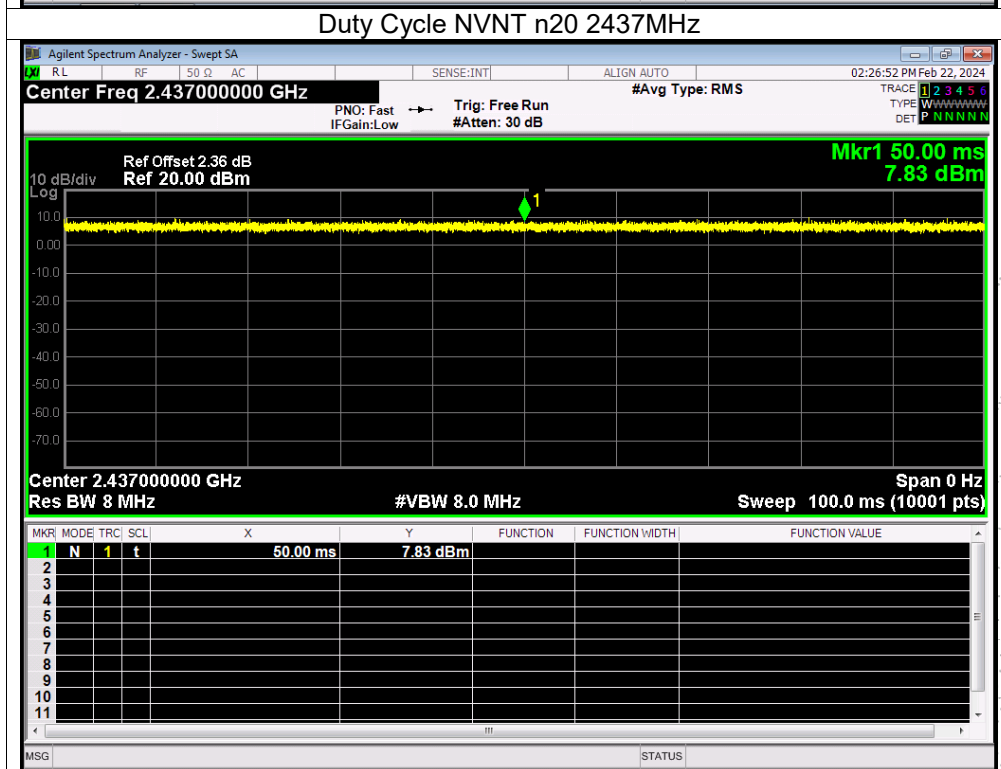 Duty Cycle NVNT n20 2437MHz
Agilent Spectrum Analyzer - Swept SA
LXI RL RF 50 Ω AC SENSE:INT ALIGN AUTO 02:26:52 PM Feb 22, 2024
Center Freq 2.437000000 GHz #Avg Type: RMS TRACE 1 2 3 4 5 6
PNO: Fast Trig: Free Run TYPE WWWWWW
IFGain:Low #Atten: 30 dB DET P N N N N N
Mkr1 50.00 ms
Ref Offset 2.36 dB
10 dB/div Ref 20.00 dBm 7.83 dBm
Log
1
10.0
0.00
-10.0
-20.0
-30.0
-40.0
-50.0
-60.0
-70.0
Center 2.437000000 GHz Span 0 Hz
Res BW 8 MHz #VBW 8.0 MHz Sweep 100.0 ms (10001 pts)
MKR MODE TRC SCL X Y FUNCTION FUNCTION WIDTH FUNCTION VALUE
1 N 1 t 50.00 ms 7.83 dBm
2
3
4
5
6
7
8
9
10
11
MSG STATUS